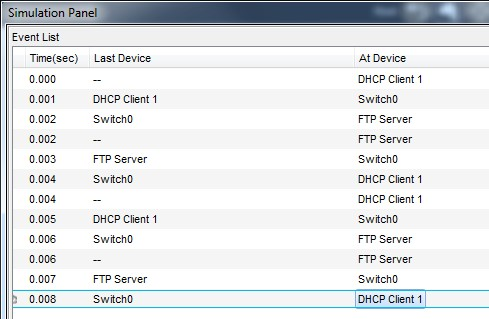 Simulation Panel
Event List
Time(sec) Last Device At Device
0.000 -- DHCP Client 1
0.001 DHCP Client 1 Switch0
0.002 Switch0 FTP Server
0.002 -- FTP Server
0.003 FTP Server Switch0
0.004 Switch0 DHCP Client 1
0.004 -- DHCP Client 1
0.005 DHCP Client 1 Switch0
0.006 Switch0 FTP Server
0.006 -- FTP Server
0.007 FTP Server Switch0
0.008 Switch0 DHCP Client 1